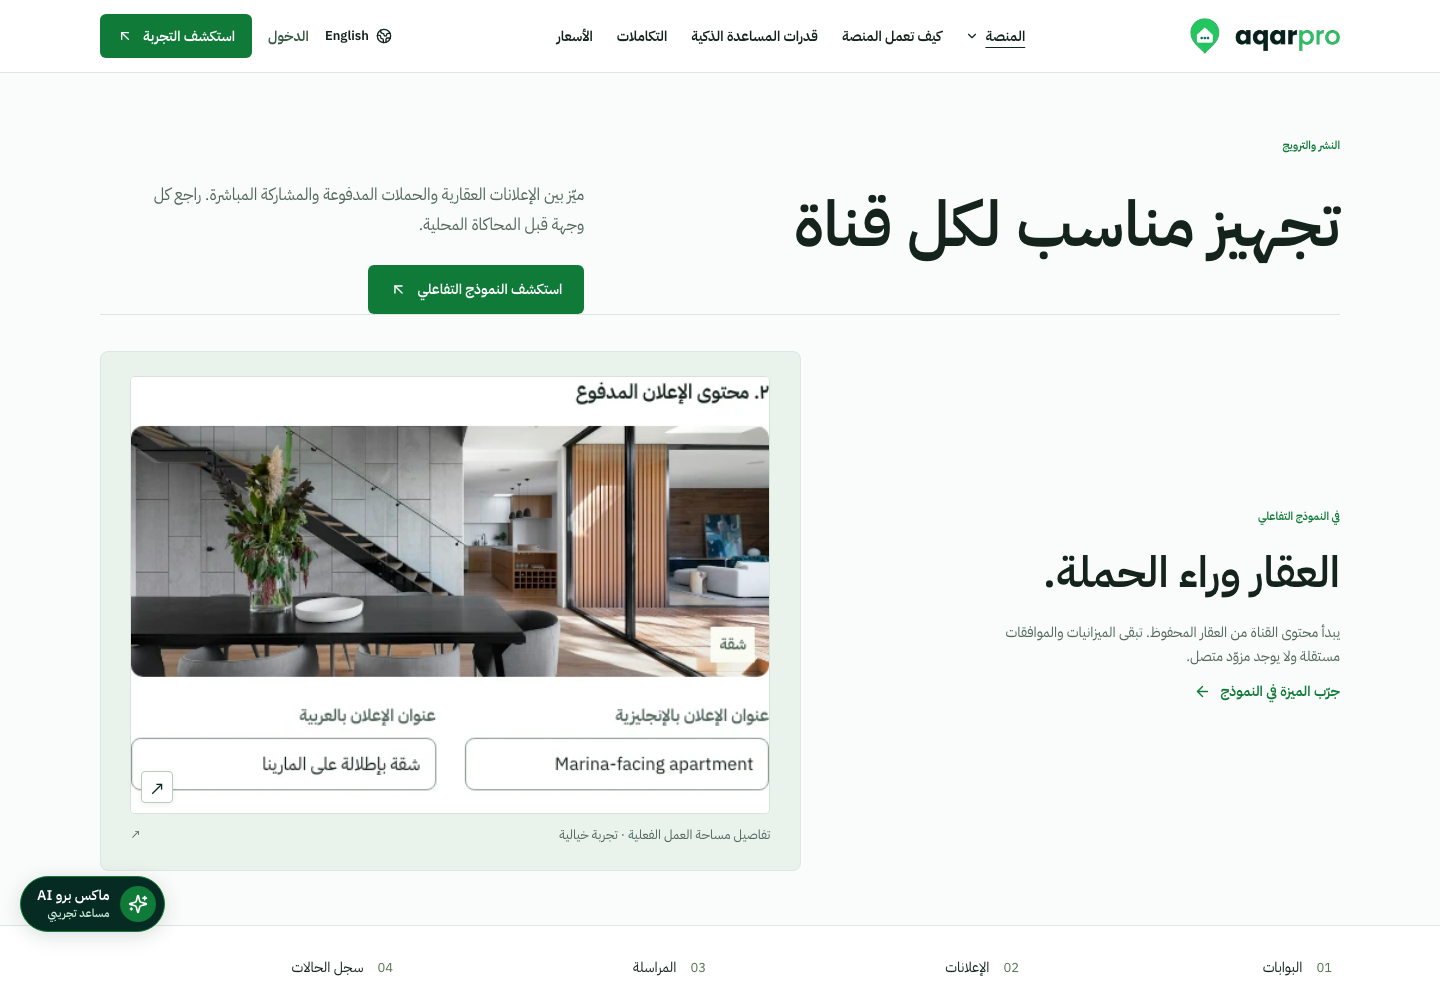 aqarpro
المنصة
كيف تعمل المنصة
قدرات المساعدة الذكية
التكاملات
الأسعار
English
الدخول
استكشف التجربة
النشر والترويج
تجهيز مناسب لكل قناة
ميّز بين الإعلانات العقارية والحملات المدفوعة والمشاركة المباشرة. راجع كل
وجهة قبل المحاكاة المحلية.
استكشف النموذج التفاعلي
في النموذج التفاعلي
العقار وراء الحملة.
يبدأ محتوى القناة من العقار المحفوظ. تبقى الميزانيات والموافقات
مستقلة ولا يوجد مزوّد متصل.
جرّب الميزة في النموذج
٢. محتوى الإعلان المدفوع
شقة
عنوان الإعلان بالإنجليزية
Marina-facing apartment
عنوان الإعلان بالعربية
شقة بإطلالة على المارينا
تفاصيل مساحة العمل الفعلية · تجربة خيالية
ماكس برو AI
مساعد تجريبي
01 البوابات
02 الإعلانات
03 المراسلة
04 سجل الحالات